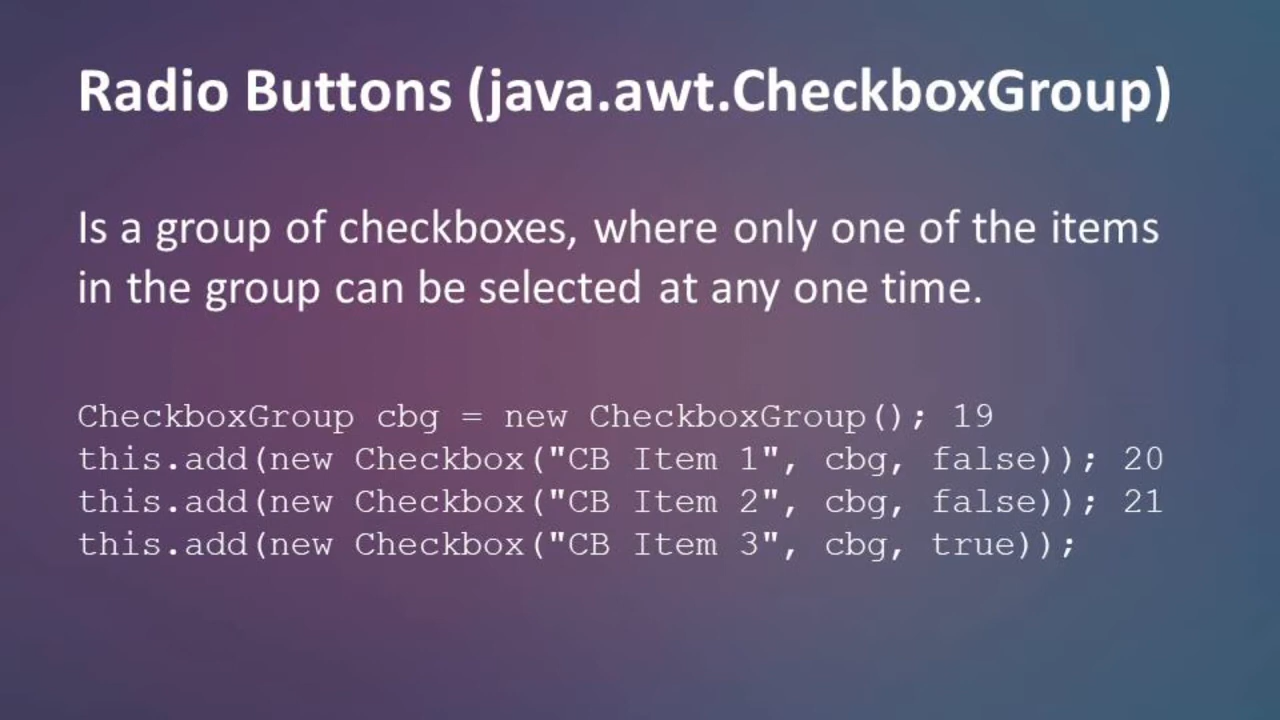 Radio Buttons (java.awt.CheckboxGroup)
Is a group of checkboxes, where only one of the items
in the group can be selected at any one time.
CheckboxGroup cbg = new CheckboxGroup(); 19
this.add(new Checkbox("CB Item 1", cbg, false)); 20
this.add(new Checkbox("CB Item 2", cbg, false)); 21
this.add(new Checkbox("CB Item 3", cbg, true));